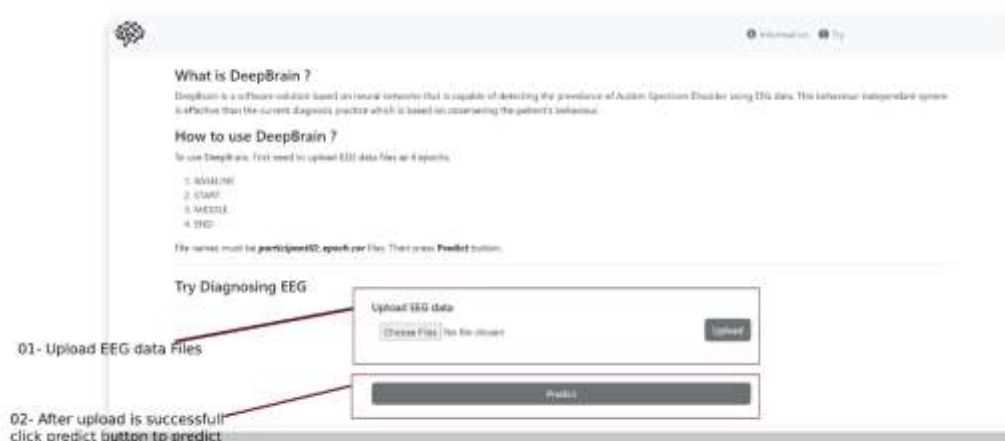 Information Try
What is DeepBrain ?
DeepBrain is a software solution based on neural networks that is capable of detecting the prevalence of Autism Spectrum Disorder using EEG data. This behaviour independant system
is effective than the current diagnosis practice which is based on observing the patient's behaviour.
How to use DeepBrain ?
To use DeepBrain, first need to upload EEG data files as 4 epochs.
1. BASELINE
2. START
3. MIDDLE
4. END
File names must be participantID_epoch.csv files. Then press Predict button.
Try Diagnosing EEG
Upload EEG data
Choose Files No file chosen Upload
01- Upload EEG data Files
Predict
02- After upload is successfull
click predict button to predict